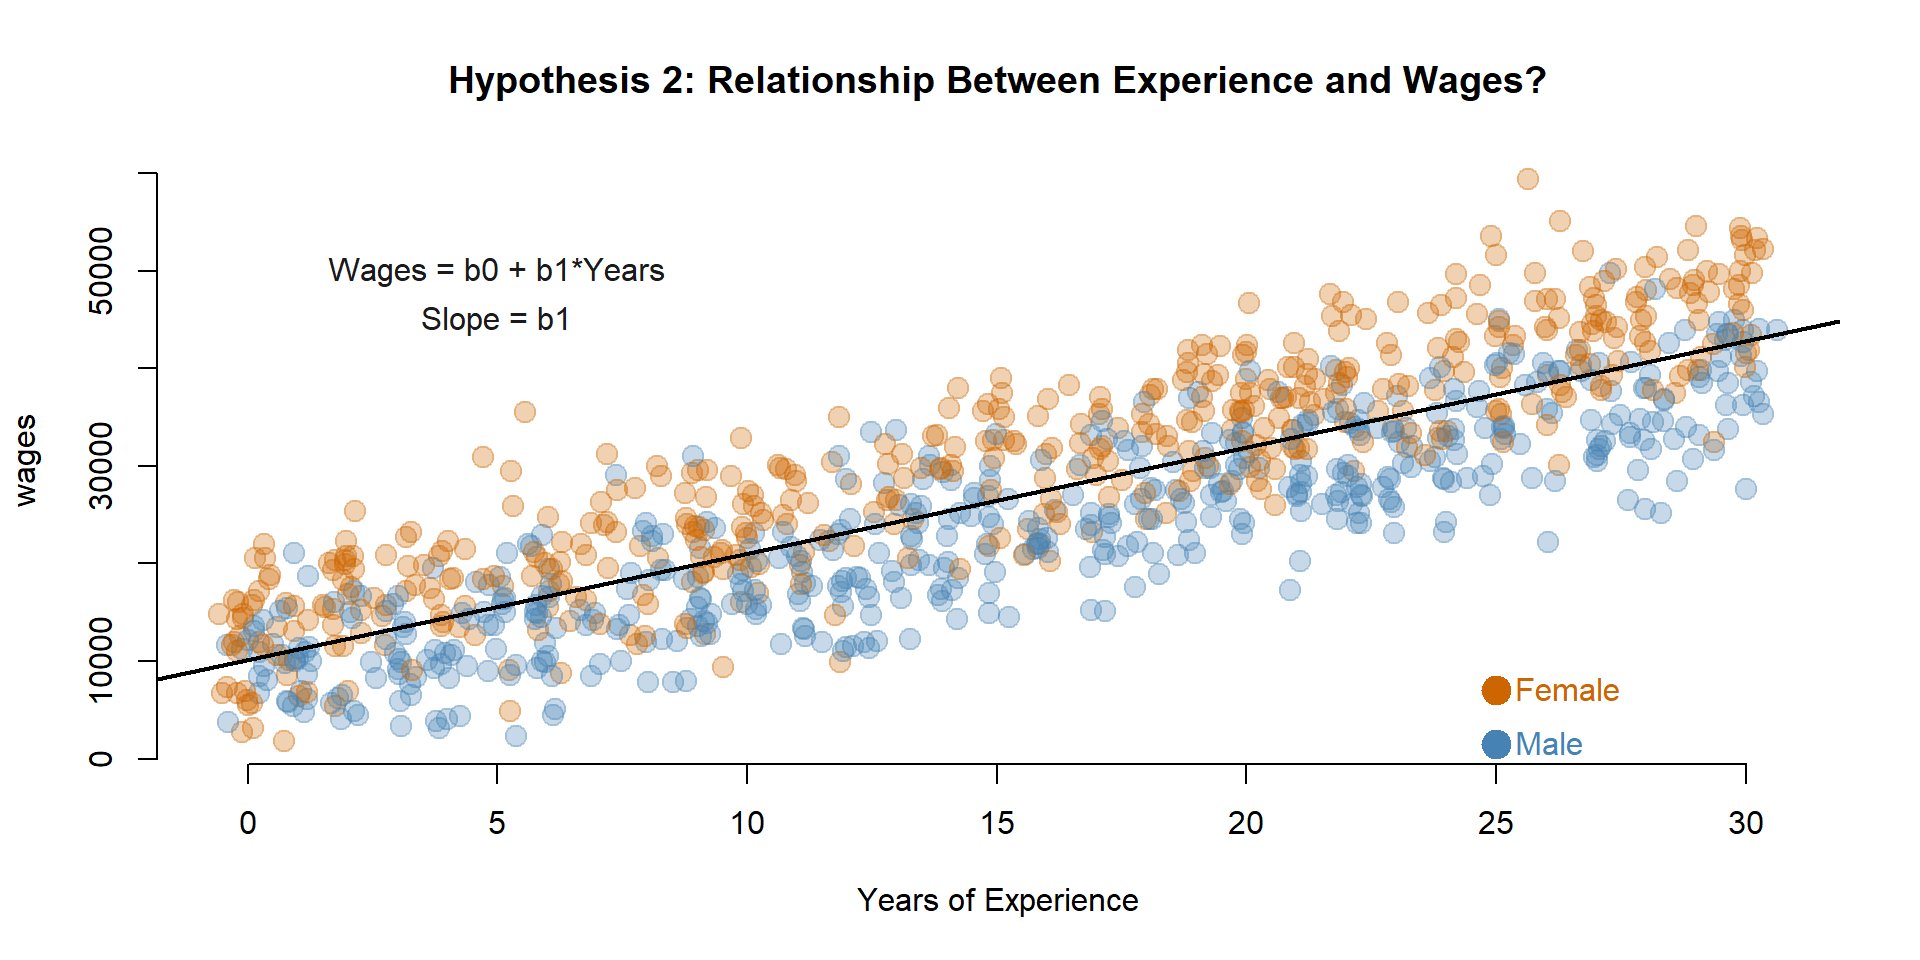 Hypothesis 2: Relationship Between Experience and Wages?
Wages = b0 + b1*Years
Slope = b1
wages
50000
30000
10000
0
Female
Male
0 5 10 15 20 25 30
Years of Experience